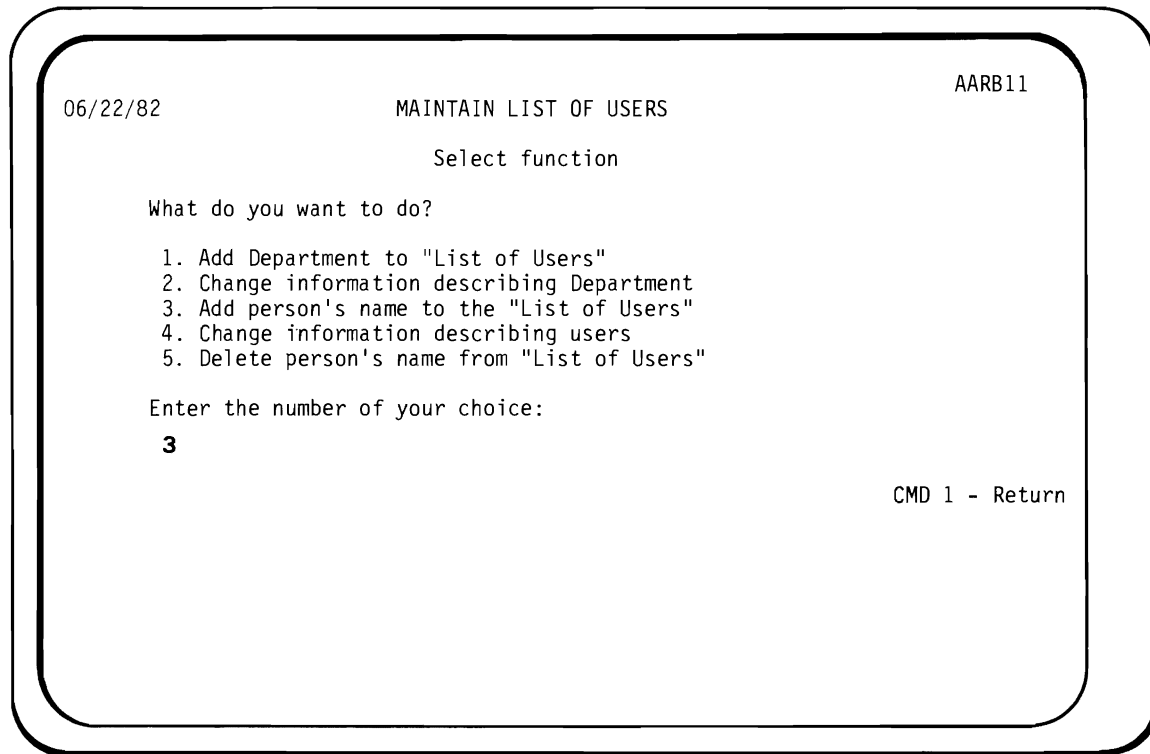 AARB11
06/22/82 MAINTAIN LIST OF USERS
Select function
What do you want to do?
1. Add Department to "List of Users"
2. Change information describing Department
3. Add person's name to the "List of Users"
4. Change information describing users
5. Delete person's name from "List of Users"
Enter the number of your choice:
3
CMD 1 - Return